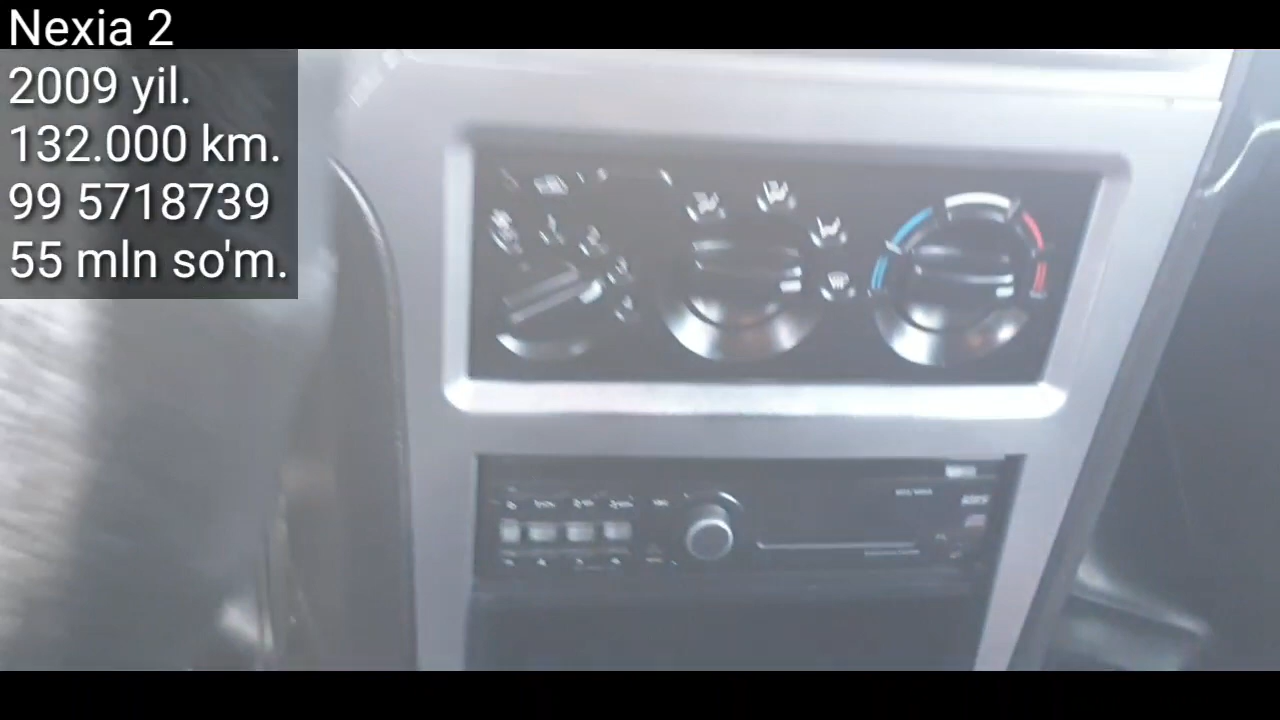 Nexia 2
2009 yil.
132.000 km.
99 5718739
55 mln so'm.